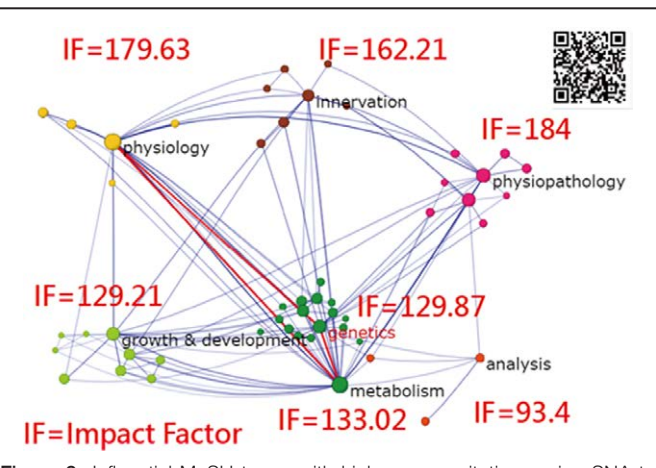 IF=179.63
IF=162.21
innervation
IF=184
physiology
physiopathology
IF=129.21
IF=129.87
genetics
growth & development
analysis
metabolism
IF=133.02
IF=93.4
IF=Impact Factor